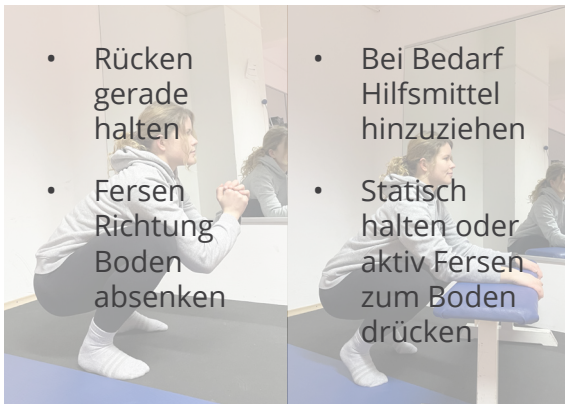 • Rücken
gerade
halten
• Fersen
Richtung
Boden
absenken
• Bei Bedarf
Hilfsmittel
hinzuziehen
• Statisch
halten oder
aktiv Fersen
zum Boden
drücken